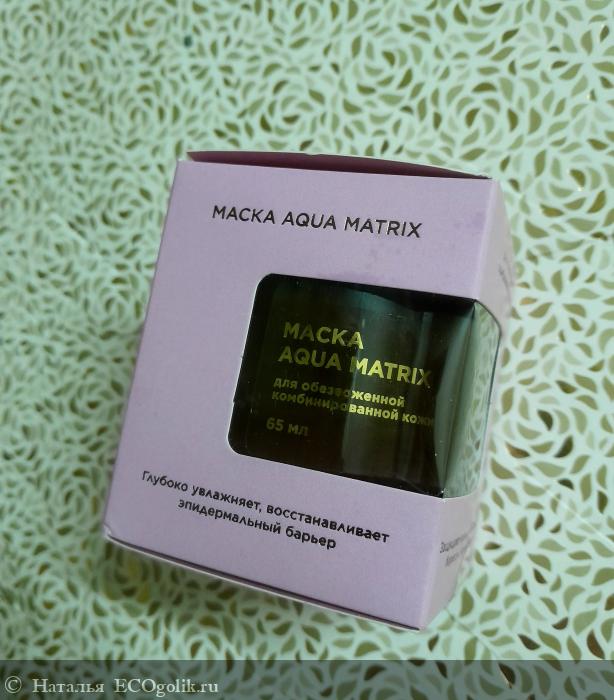 МАСКА AQUA MATRIX
МАСКА
AQUA MATRIX
для обезвоженной
комбинированной кожи
65 мл
Глубоко увлажняет, восстанавливает
эпидермальный барьер
© Наталья ECOgolik.ru